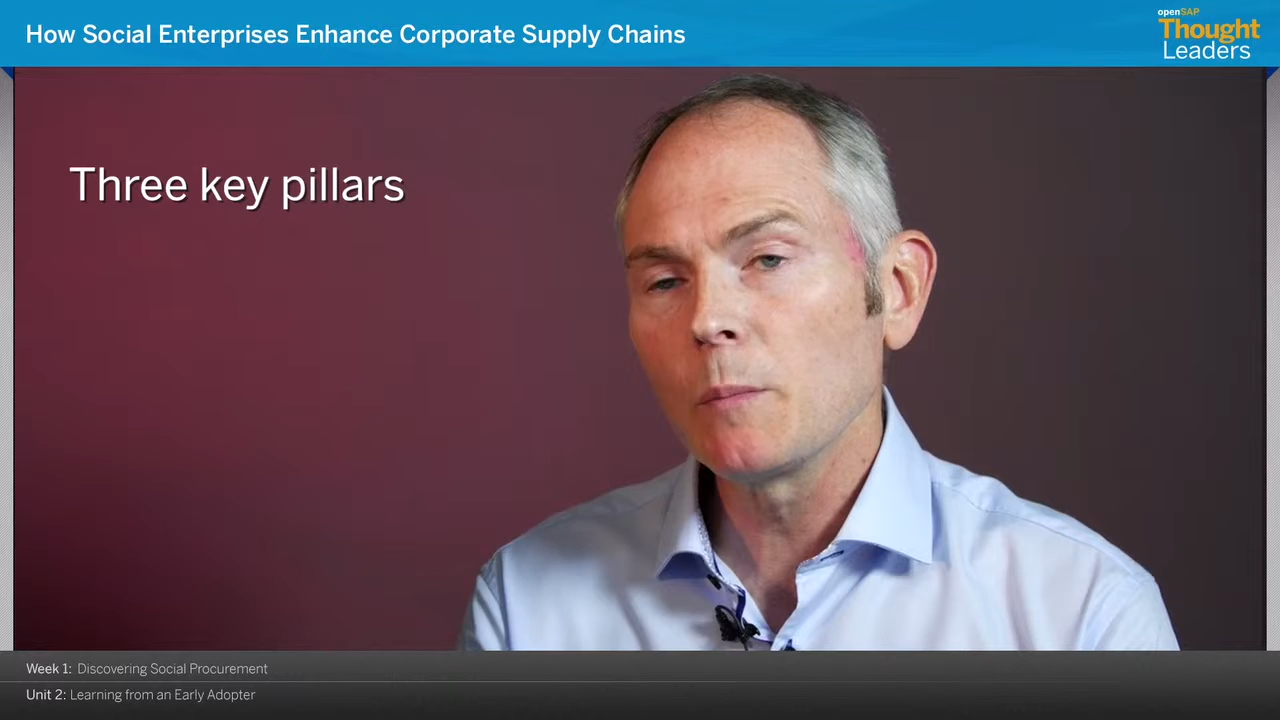 How Social Enterprises Enhance Corporate Supply Chains
openSAP
Thought
Leaders
Three key pillars
Week 1: Discovering Social Procurement
Unit 2: Learning from an Early Adopter